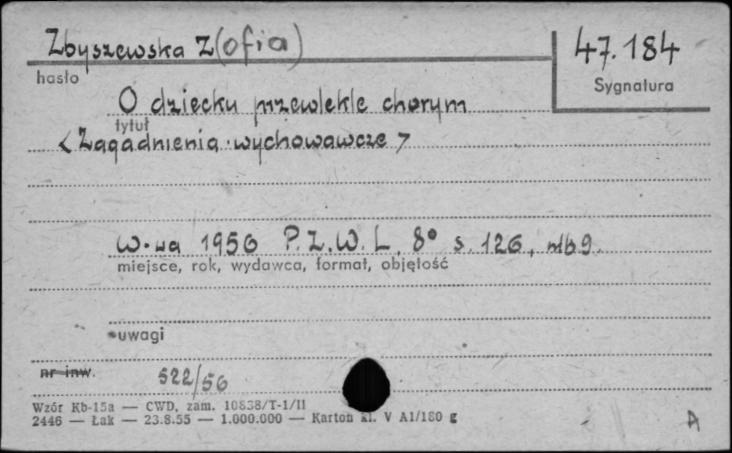 Zbyszewska Z(ofia)
47.184
hasło
Sygnatura
O dziecku przewlekle chorym
tytuł
<Zagadnienia wychowawcze>
W-wa 1956 P.Z.W.L. 8° s. 126, nlb 9.
miejsce, rok, wydawca, format, objętość
uwagi
nr inw.
522/56
Wzór Kb-15a — CWD, zam. 10838/T-1/II
2446 — Łak — 23.8.55 — 1.000.000 — Karton kl. V A1/180 g
A